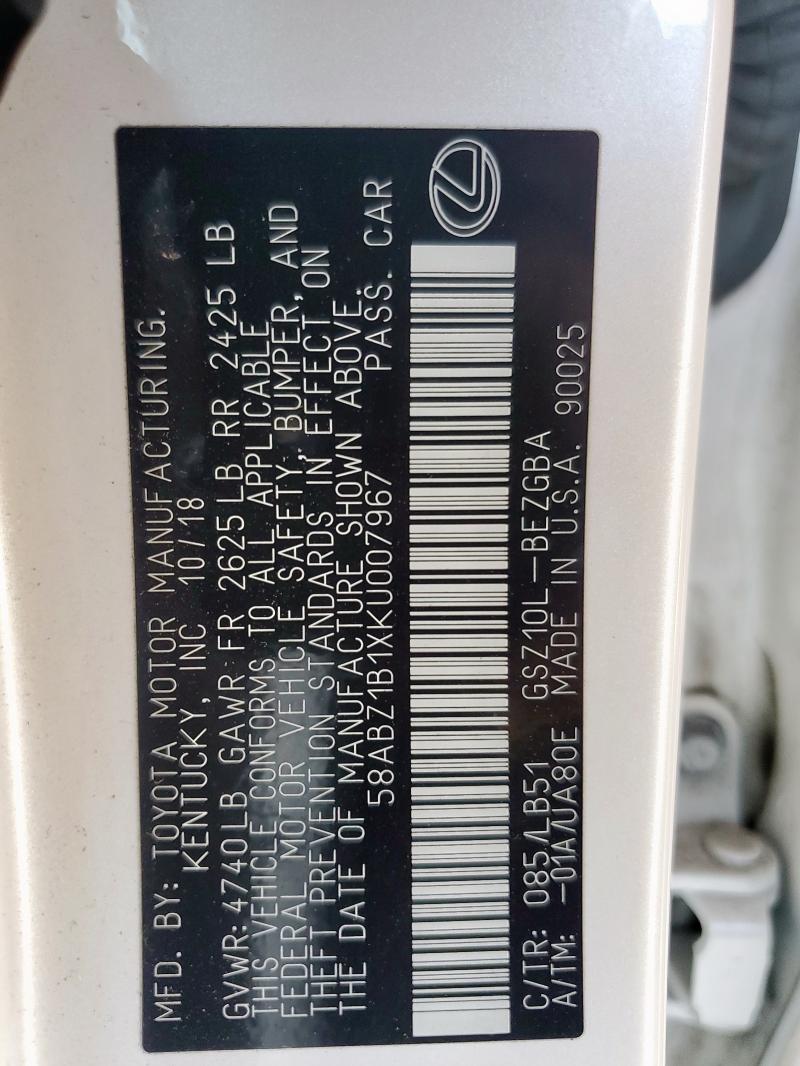 MFD. BY: TOYOTA MOTOR MANUFACTURING.
KENTUCKY, INC 10/18
GVWR: 4740LB GAWR FR 2625 LB RR 2425 LB
THIS VEHICLE CONFORMS TO ALL APPLICABLE
FEDERAL MOTOR VEHICLE SAFETY, BUMPER, AND
THEFT PREVENTION STANDARDS IN EFFECT ON
THE DATE OF MANUFACTURE SHOWN ABOVE.
58ABZ1B1XKU007967 PASS. CAR
C/TR: 085/LB51 GSZ10L-BEZGBA
A/TM: -01A/UA80E MADE IN U.S.A. 90025